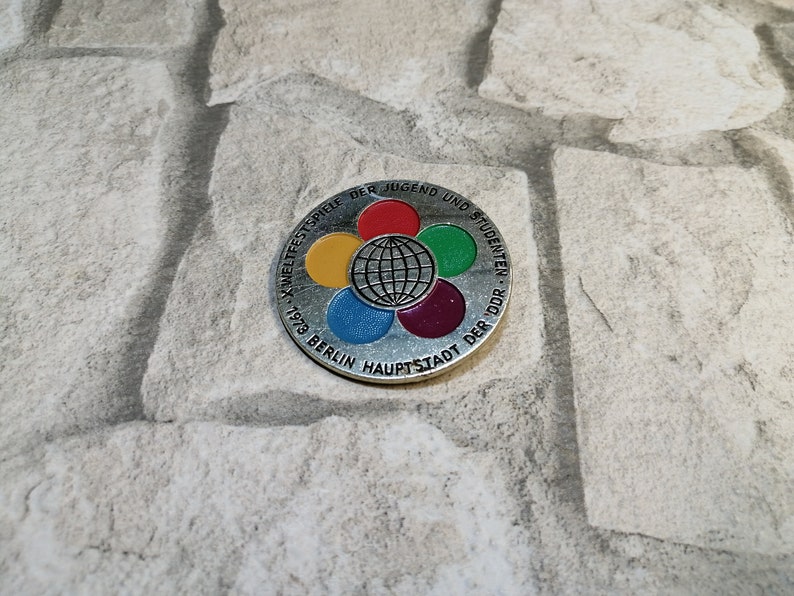 X. WELTFESTSPIELE DER JUGEND UND STUDENTEN
· 1973 BERLIN HAUPTSTADT DER DDR ·